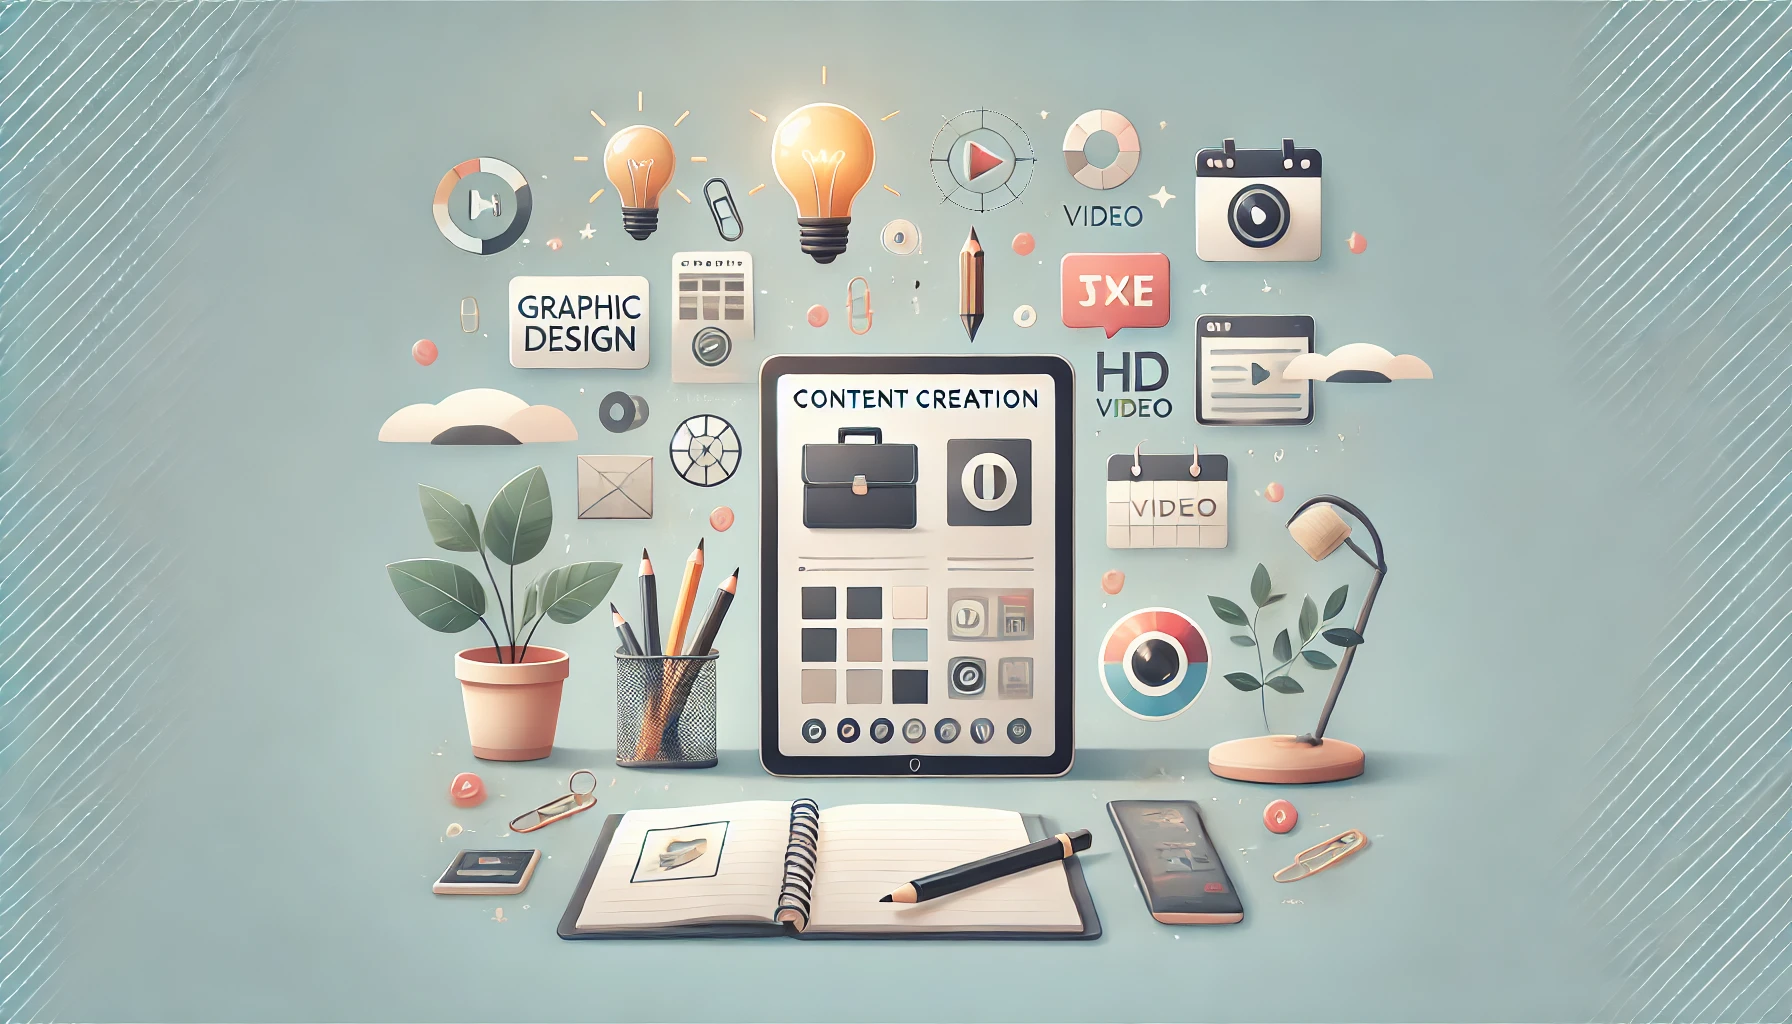 VIDEO
GRAPHIC
DESIGN
JXE
HD
VIDEO
CONTENT CREATION
VIDEO